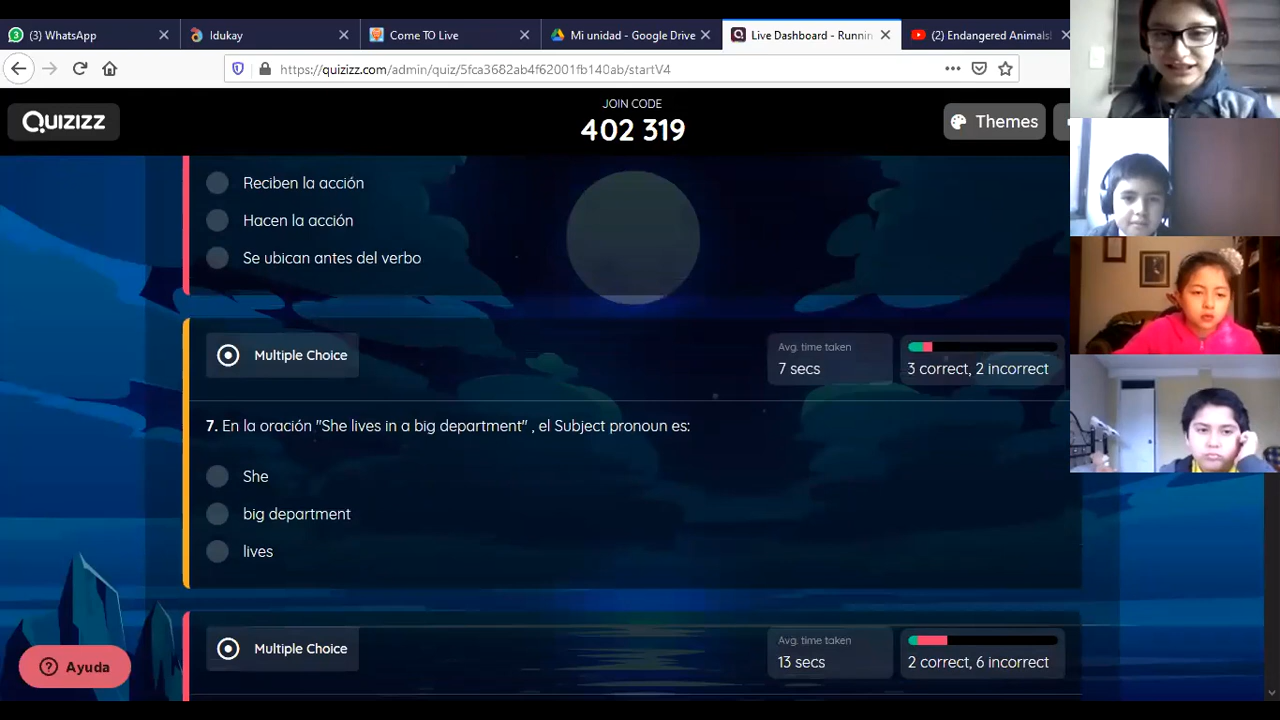 (3) WhatsApp
Idukay
Come TO Live
Mi unidad - Google Drive
Live Dashboard - Runnin
(3) Endangered Animals!
https://quizizz.com/admin/quiz/5fca3682ab4f62001fb140ab/startV4
JOIN CODE
402 319
Quizizz
Themes
Reciben la acción
Hacen la acción
Se ubican antes del verbo
Multiple Choice
Avg. time taken
7 secs
3 correct, 2 incorrect
7. En la oración "She lives in a big department" , el Subject pronoun es:
She
big department
lives
Multiple Choice
Avg. time taken
13 secs
2 correct, 6 incorrect
Ayuda